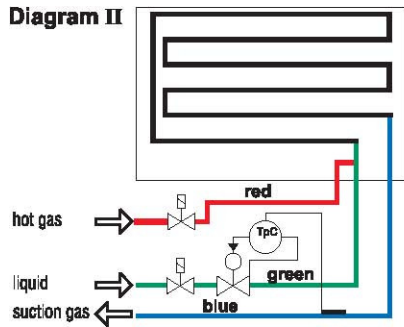 Diagram II
red
hot gas
TpC
liquid
green
suction gas
blue